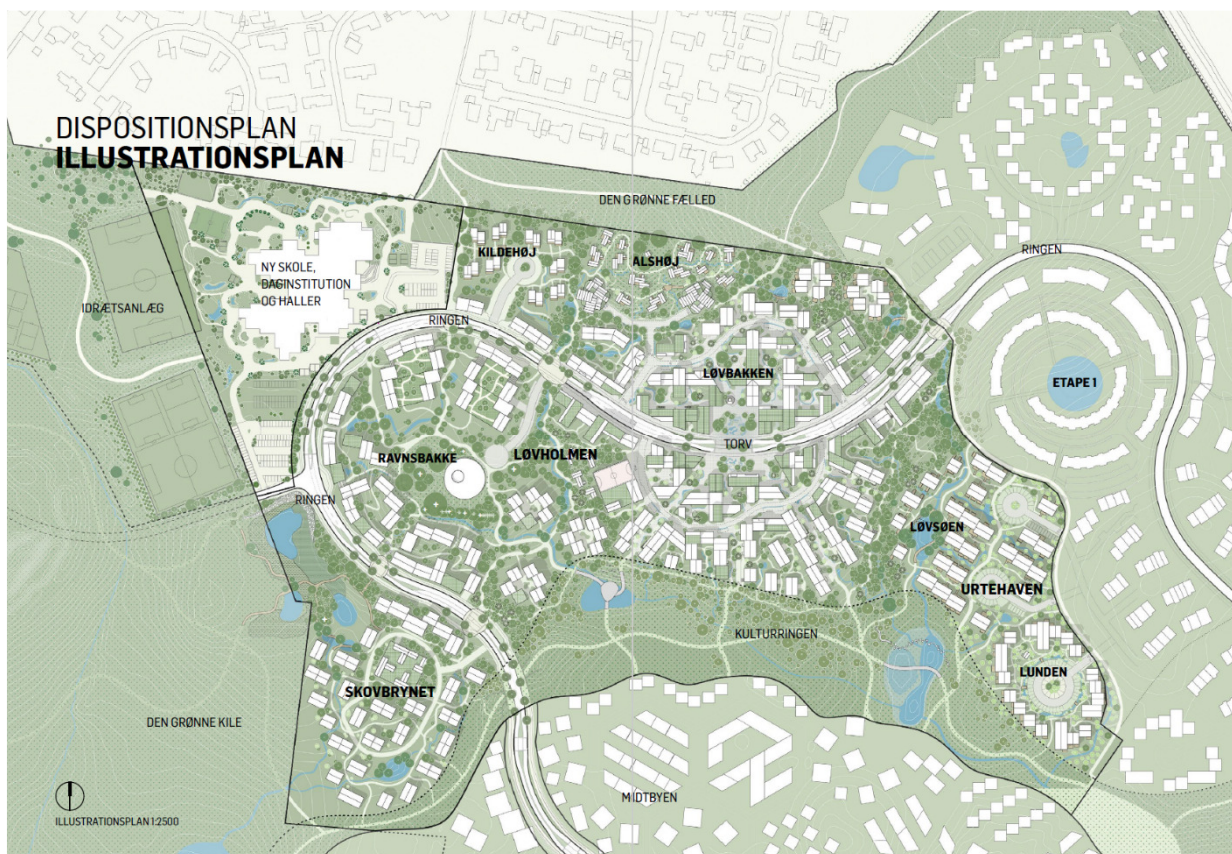 DISPOSITIONSPLAN
ILLUSTRATIONSPLAN
DEN GRØNNE FÆLLED
KILDEHØJ
ALSHØJ
RINGEN
NY SKOLE,
DAGINSTITUTION
OG HALLER
IDRÆTSANLÆG
RINGEN
LØVBAKKEN
ETAPE 1
TORV
RAVNSBAKKE
LØVHOLMEN
RINGEN
LØVSØEN
URTEHAVEN
KULTURRINGEN
LUNDEN
SKOVBRYNET
DEN GRØNNE KILE
MIDTBYEN
ILLUSTRATIONSPLAN 1:2500